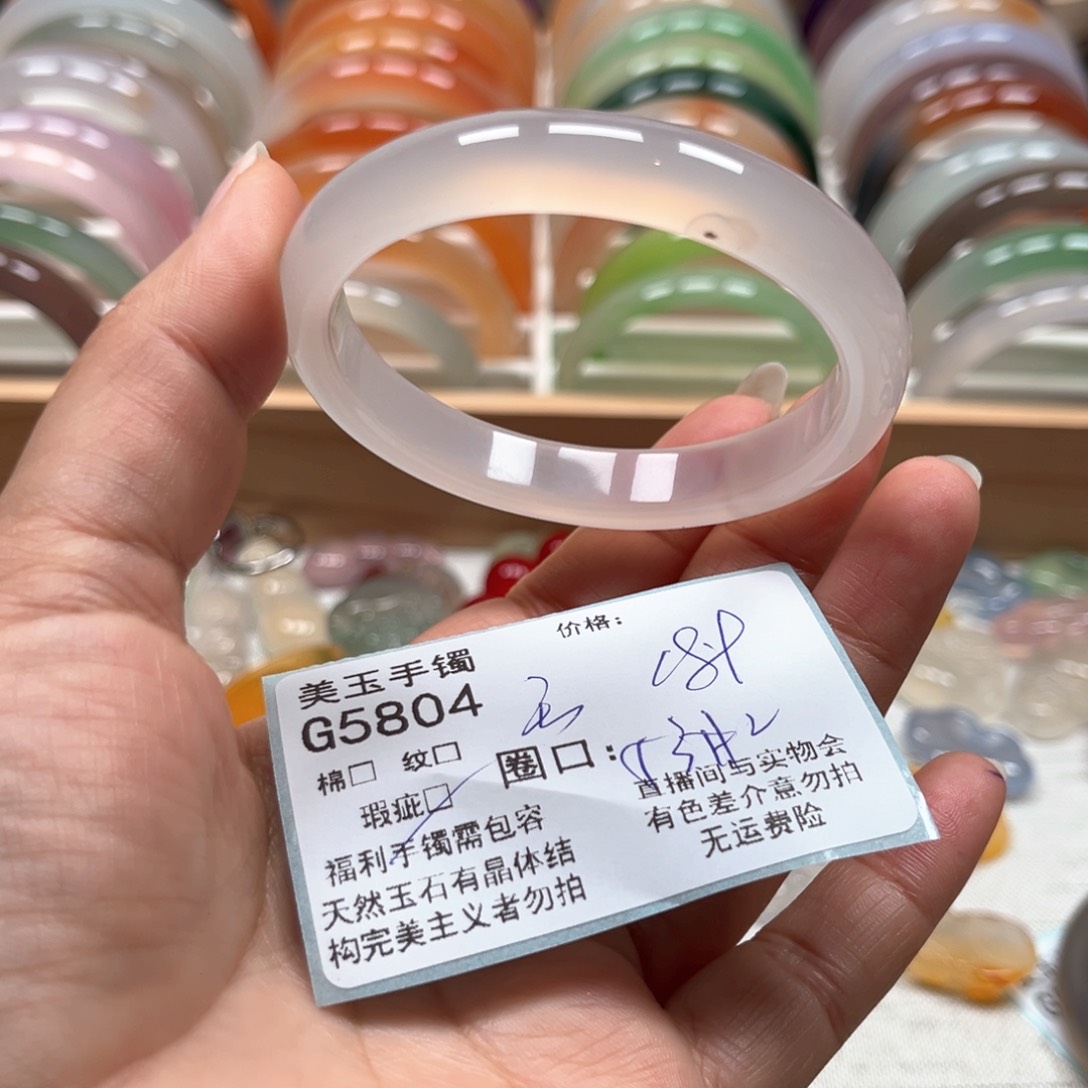 价格:
美玉手镯
G5804
棉□ 纹□
圈口:
瑕疵□
福利手镯需包容
天然玉石有晶体结
构完美主义者勿拍
直播间与实物会
有色差介意勿拍
无运费险